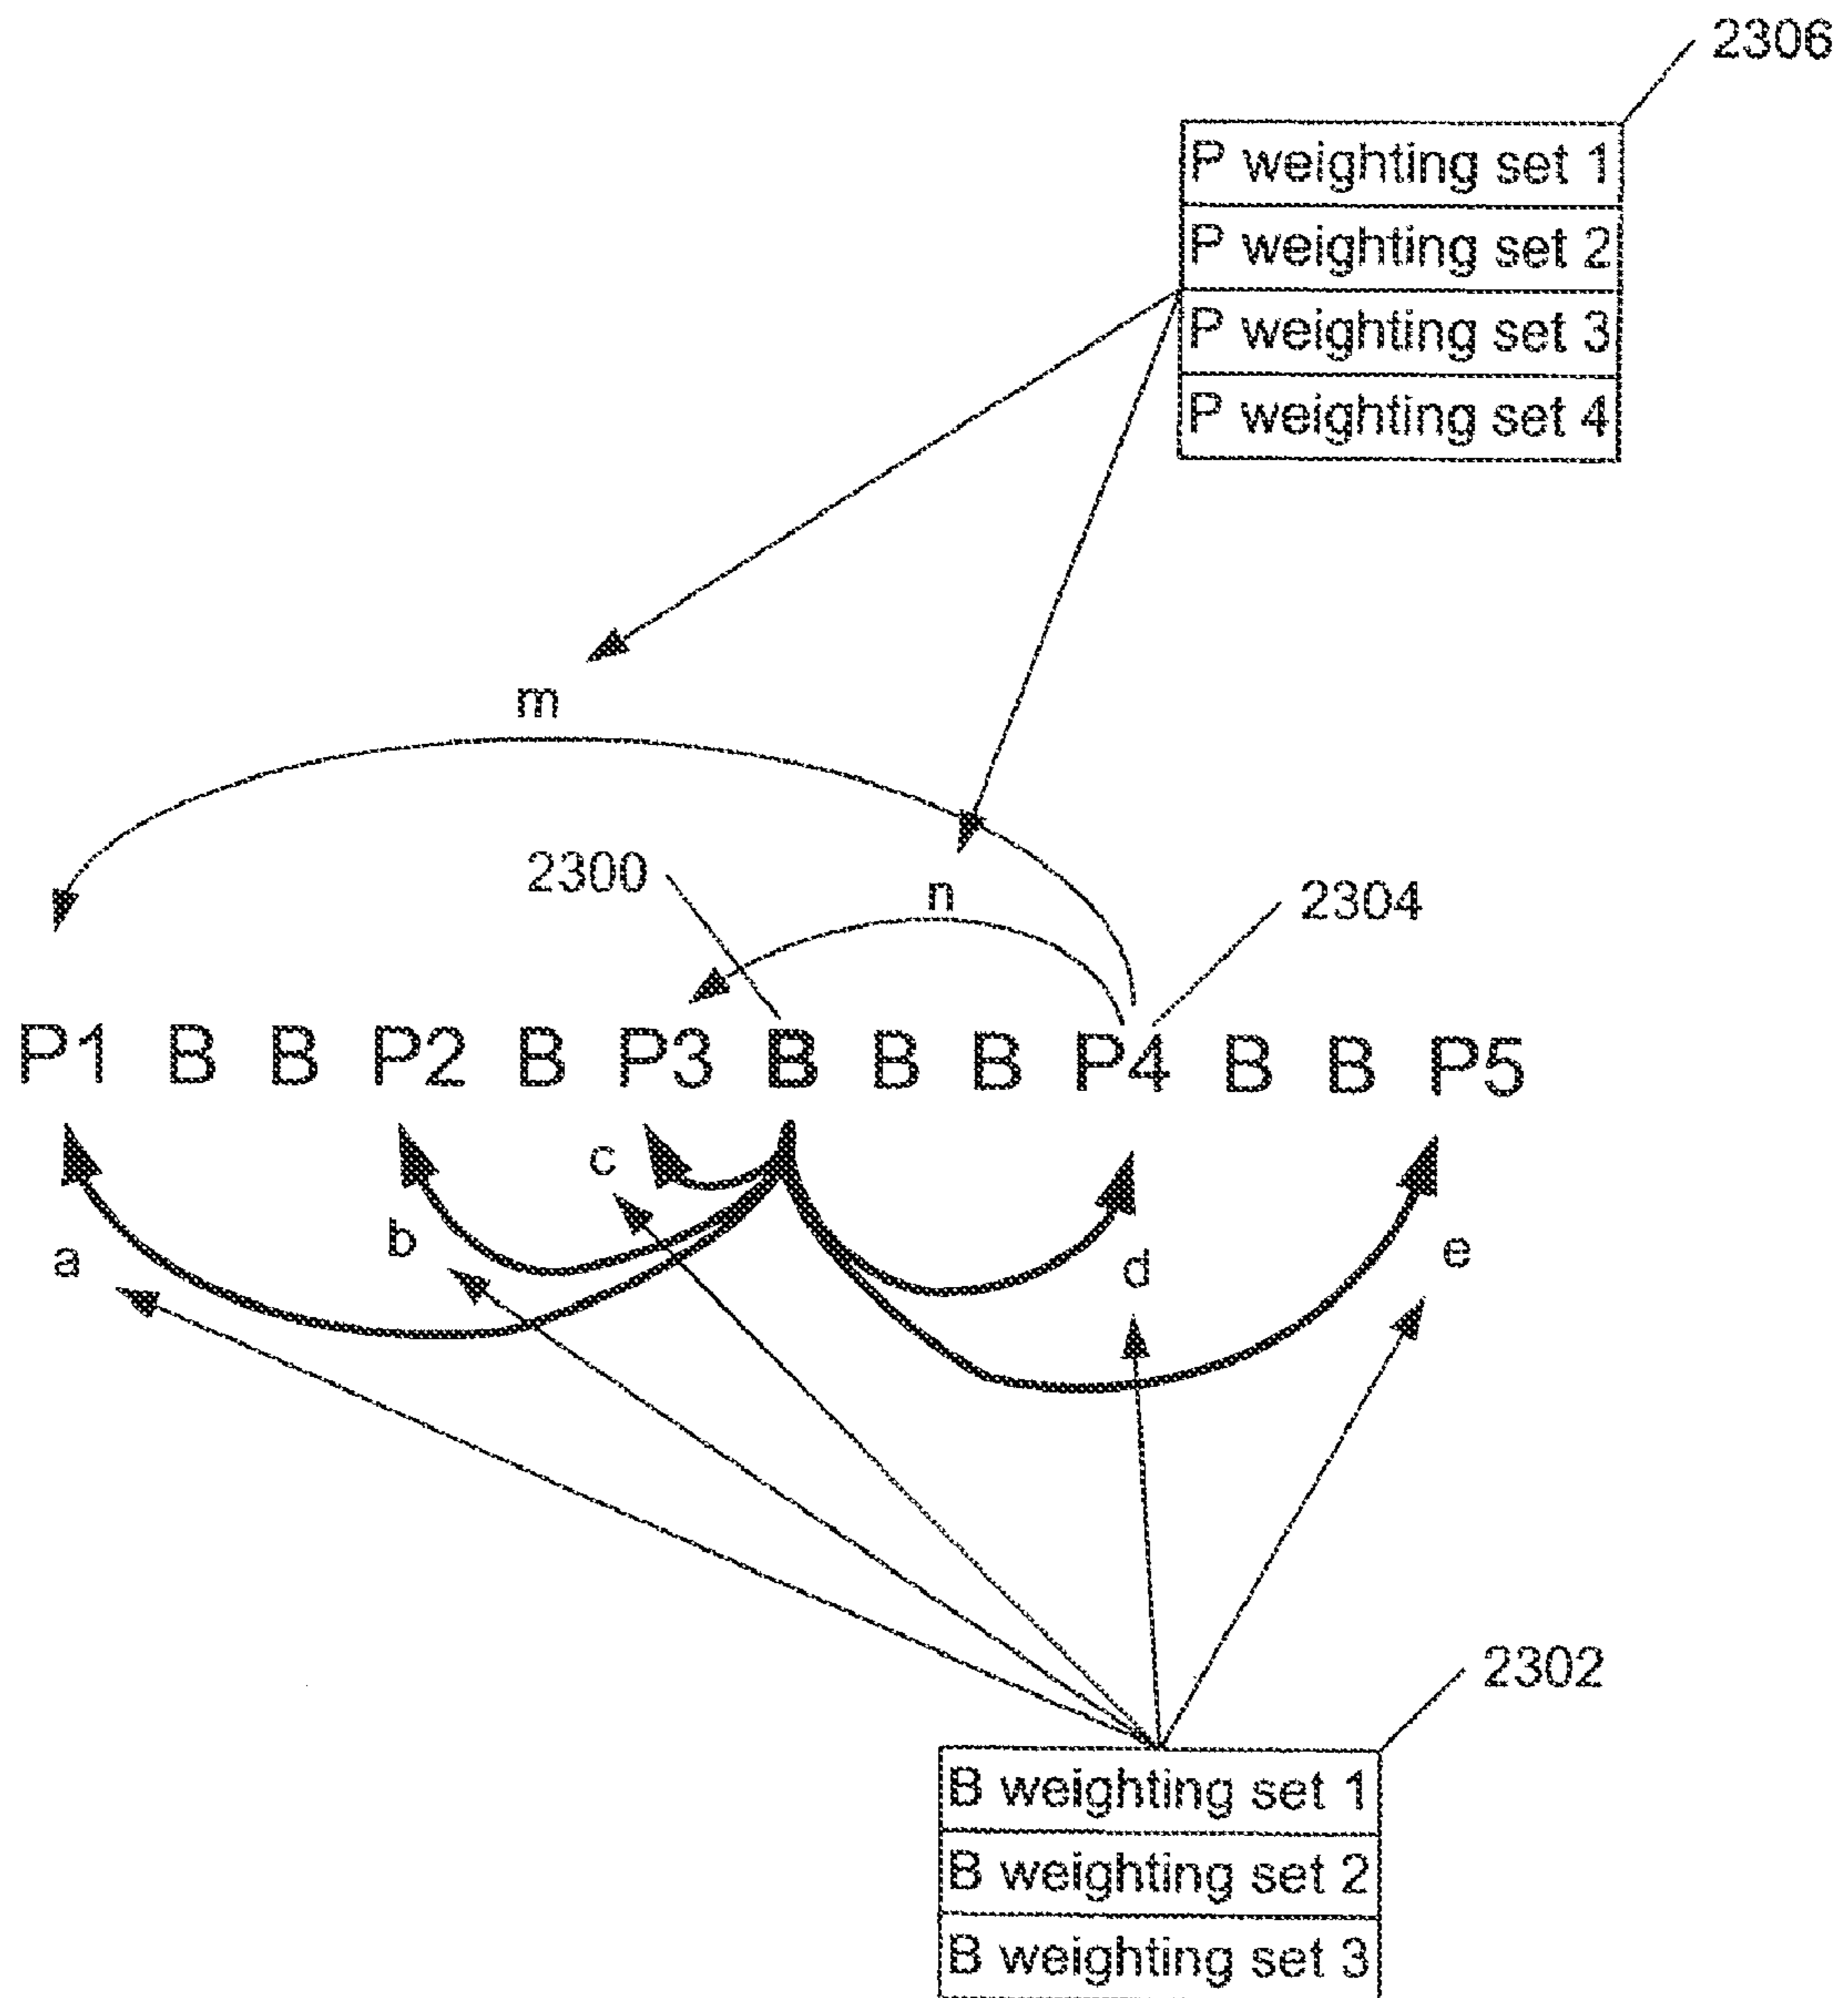 2306
P weighting set 1
P weighting set 2
P weighting set 3
P weighting set 4
m
2300
n
2304
P1 B B P2 B P3 B B B P4 B B P5
c
b
a
d
e
2302
B weighting set 1
B weighting set 2
B weighting set 3